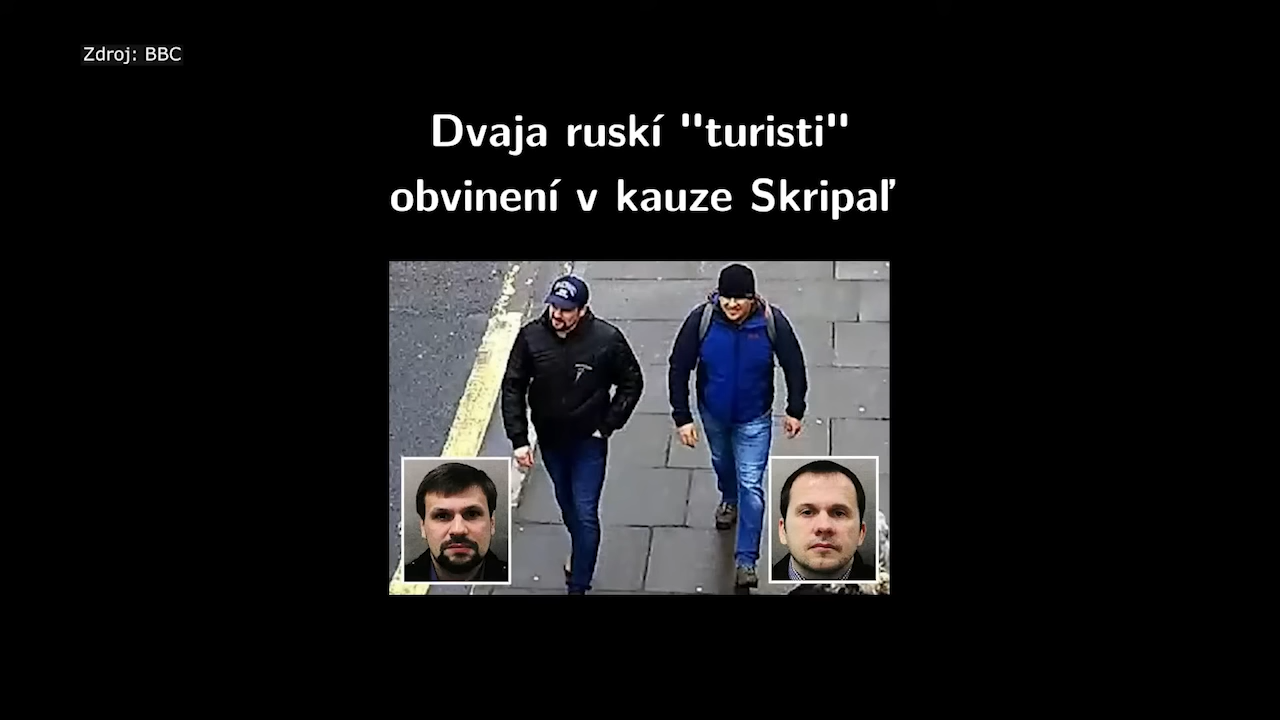 Zdroj: BBC
Dvaja ruskí "turisti"
obvinení v kauze Skripaľ